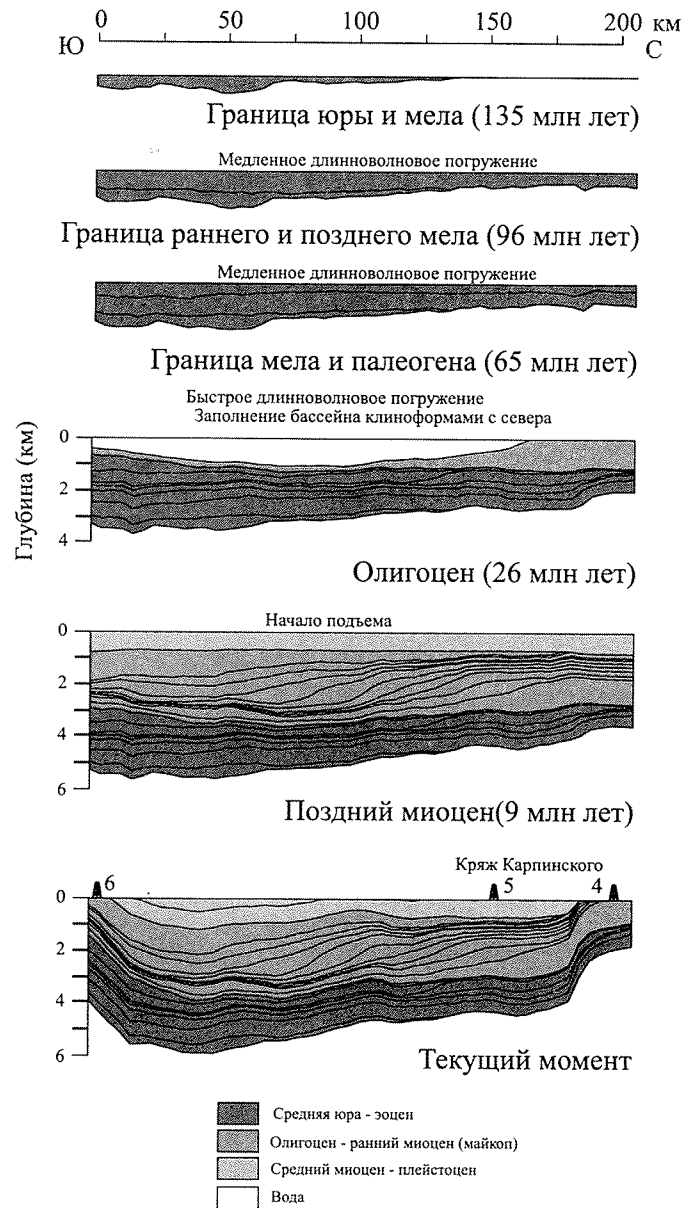 0 50 100 150 200 км
Ю С
Граница юры и мела (135 млн лет)
Медленное длинноволновое погружение
Граница раннего и позднего мела (96 млн лет)
Медленное длинноволновое погружение
Граница мела и палеогена (65 млн лет)
Быстрое длинноволновое погружение
Заполнение бассейна клиноформами с севера
Глубина (км)
0
2
4
Олигоцен (26 млн лет)
Начало подъема
0
2
4
6
Поздний миоцен(9 млн лет)
Кряж Карпинского
6 5 4
0
2
4
6
Текущий момент
Средняя юра - эоцен
Олигоцен - ранний миоцен (майкоп)
Средний миоцен - плейстоцен
Вода